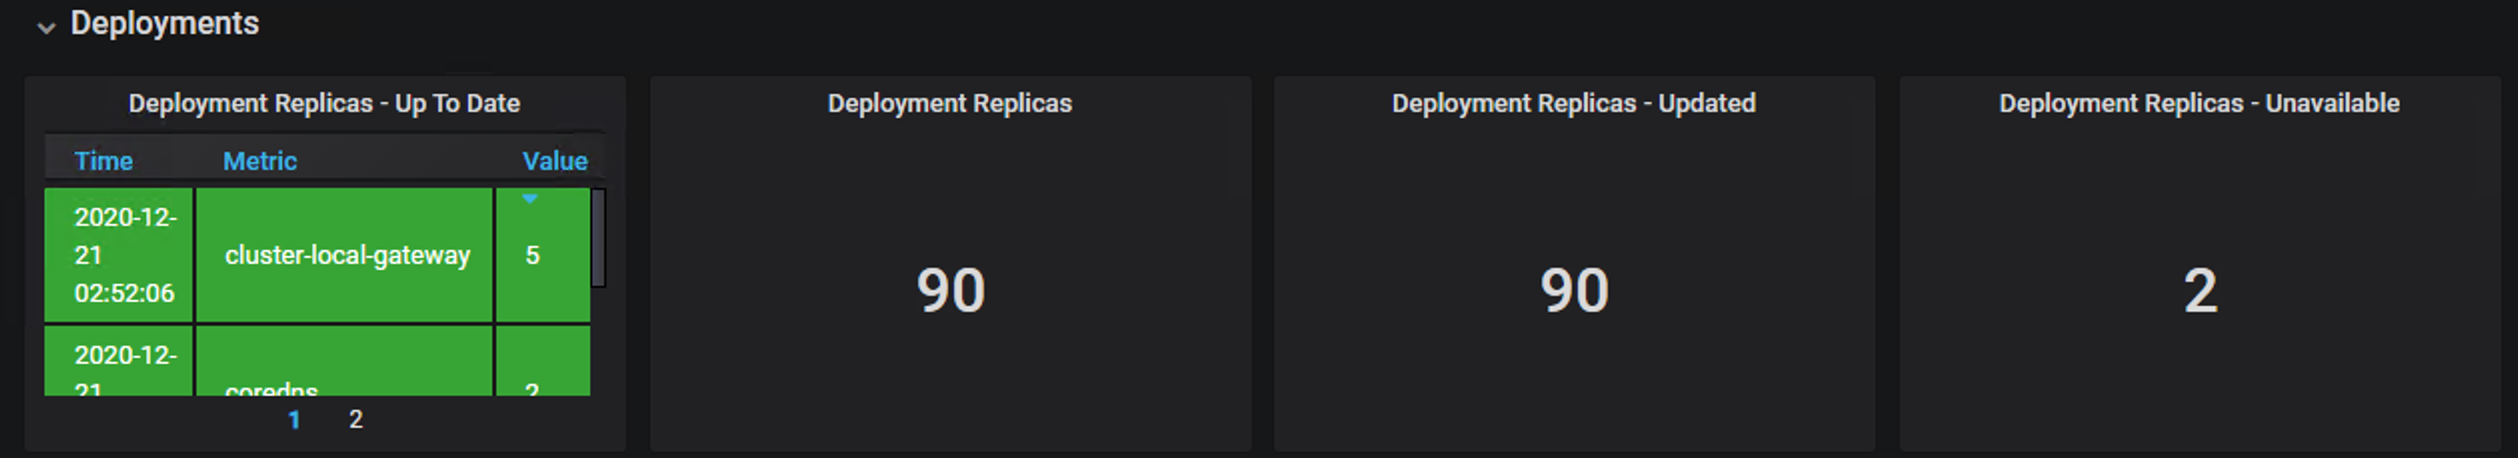 Deployments
Deployment Replicas - Up To Date
Time Metric Value
2020-12-
21 cluster-local-gateway 5
02:52:06
2020-12-
21 coredns 2
1 2
Deployment Replicas
90
Deployment Replicas - Updated
90
Deployment Replicas - Unavailable
2